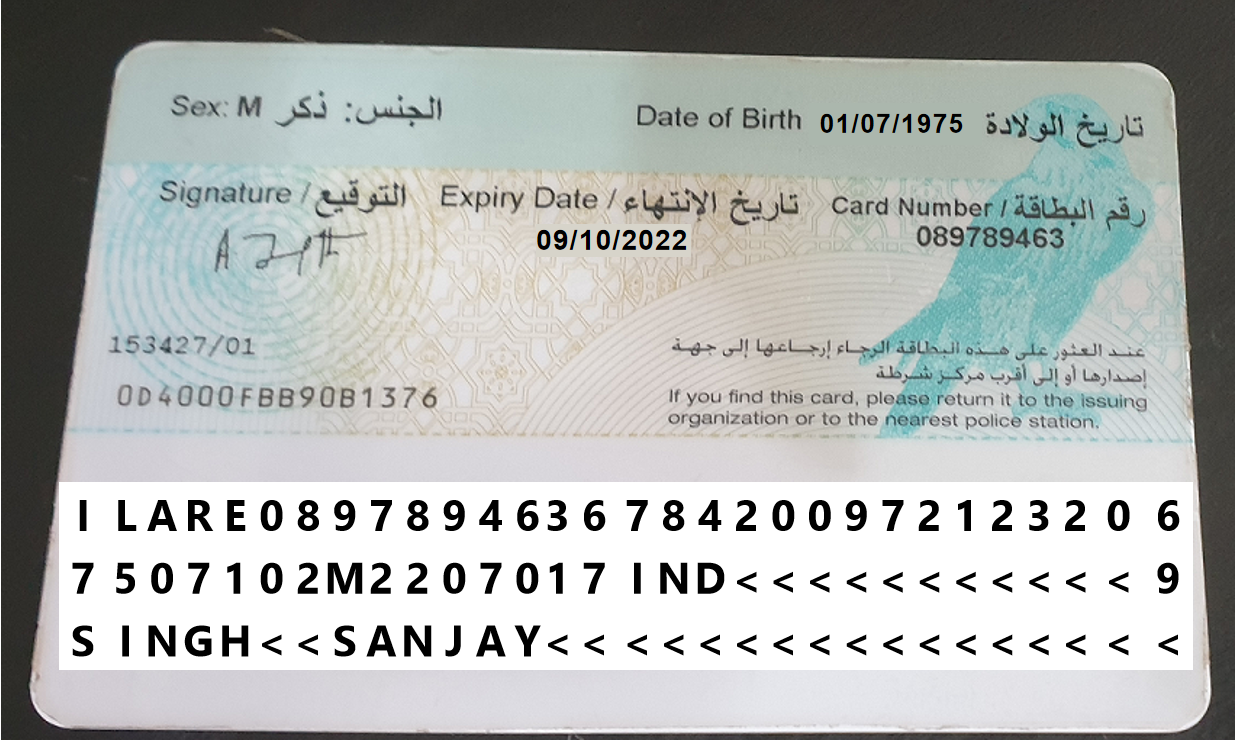 Sex: M الجنس: ذكر
Date of Birth 01/07/1975 تاريخ الولادة
Signature / التوقيع
Expiry Date / تاريخ الإنتهاء
09/10/2022
Card Number / رقم البطاقة
089789463
153427/01
0D4000FBB90B1376
عند العثور على هذه البطاقة الرجاء إرجاعها إلى جهة
إصدارها أو إلى أقرب مركز شرطة
If you find this card, please return it to the issuing
organization or to the nearest police station.
ILARE0897894636784200972123206
7507102M2207017IND<<<<<<<<<<<9
SINGH<<SANJAY<<<<<<<<<<<<<<<<<